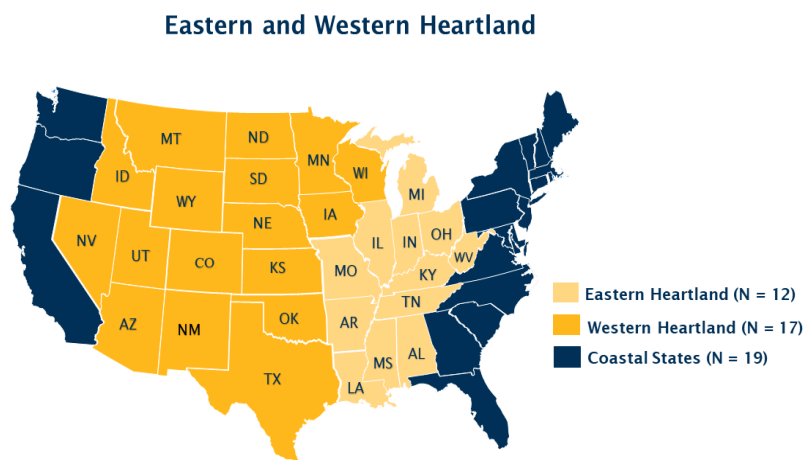 Eastern and Western Heartland
MT
ND
MN
ID
SD
WI
MI
WY
IA
NE
NV
UT
CO
KS
IL
IN
OH
MO
WV
KY
TN
AZ
NM
OK
AR
TX
MS
AL
LA
Eastern Heartland (N = 12)
Western Heartland (N = 17)
Coastal States (N = 19)